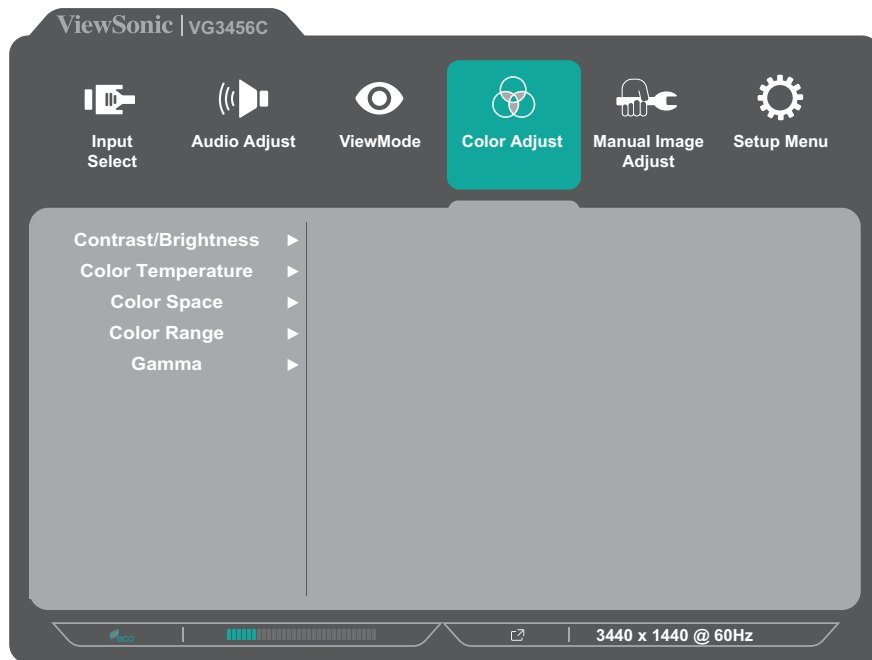 ViewSonic | VG3456C
Input Select
Audio Adjust
ViewMode
Color Adjust
Manual Image Adjust
Setup Menu
Contrast/Brightness
Color Temperature
Color Space
Color Range
Gamma
eco
3440 x 1440 @ 60Hz